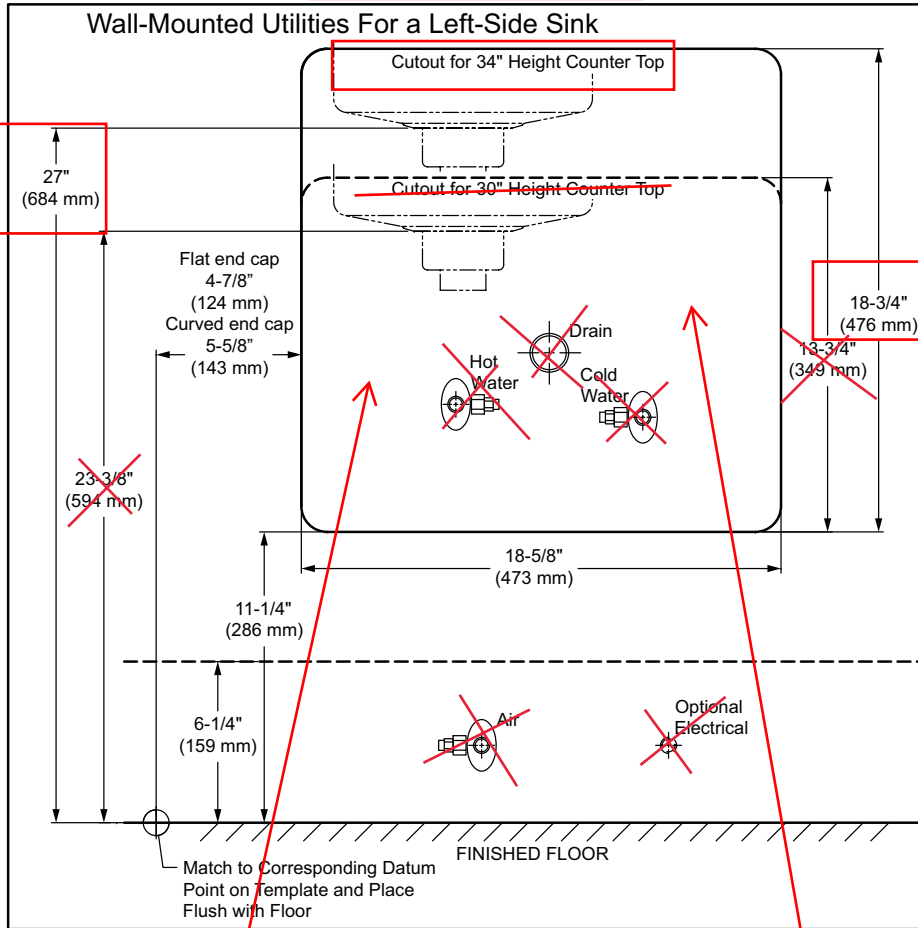 Wall-Mounted Utilities For a Left-Side Sink
Cutout for 34" Height Counter Top
27"
(684 mm)
Cutout for 30" Height Counter Top
Flat end cap
4-7/8”
(124 mm)
Curved end cap
5-5/8”
(143 mm)
18-3/4"
(476 mm)
13-3/4"
(349 mm)
Drain
Hot
Water
Cold
Water
23-3/8"
(594 mm)
18-5/8"
(473 mm)
11-1/4"
(286 mm)
6-1/4"
(159 mm)
Air
Optional
Electrical
FINISHED FLOOR
Match to Corresponding Datum
Point on Template and Place
Flush with Floor